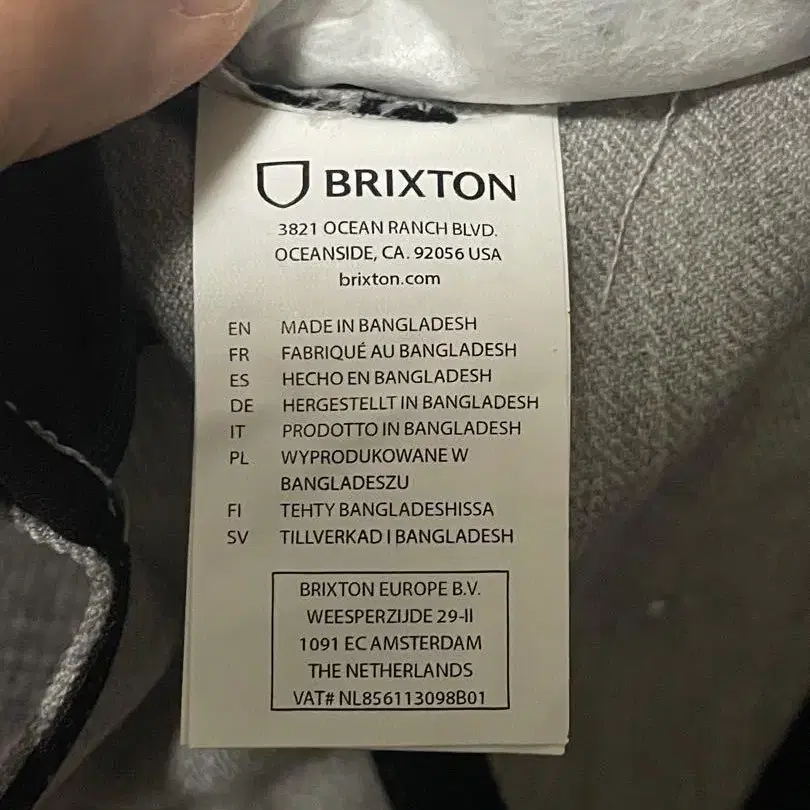 BRIXTON
3821 OCEAN RANCH BLVD.
OCEANSIDE, CA. 92056 USA
brixton.com
EN MADE IN BANGLADESH
FR FABRIQUÉ AU BANGLADESH
ES HECHO EN BANGLADESH
DE HERGESTELLT IN BANGLADESH
IT PRODOTTO IN BANGLADESH
PL WYPRODUKOWANE W
BANGLADESZU
FI TEHTY BANGLADESHISSA
SV TILLVERKAD I BANGLADESH
BRIXTON EUROPE B.V.
WEESPERZIJDE 29-II
1091 EC AMSTERDAM
THE NETHERLANDS
VAT# NL856113098B01